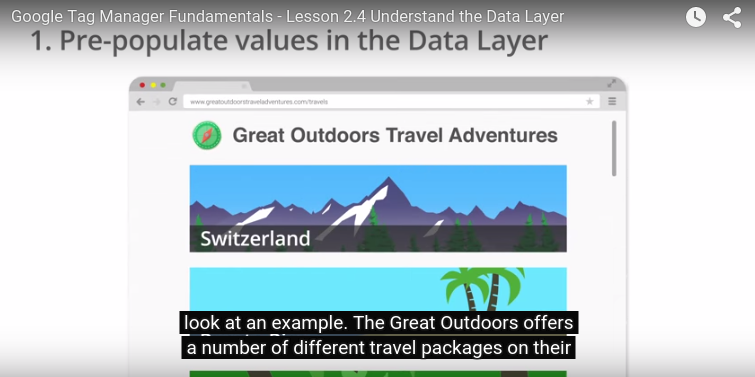 Google Tag Manager Fundamentals - Lesson 2.4 Understand the Data Layer
1. Pre-populate values in the Data Layer
www.greatoutdoorstraveladventures.com/travels
Great Outdoors Travel Adventures
Switzerland
look at an example. The Great Outdoors offers
a number of different travel packages on their